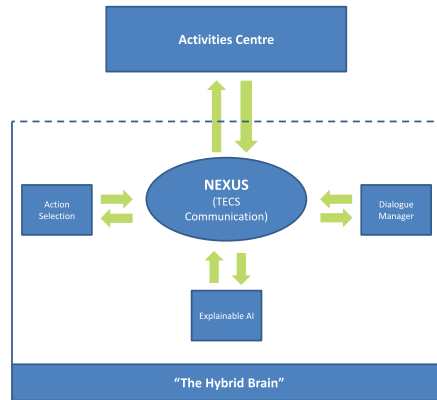 Activities Centre
NEXUS
(TECS
Communication)
Action
Selection
Dialogue
Manager
Explainable AI
“The Hybrid Brain”